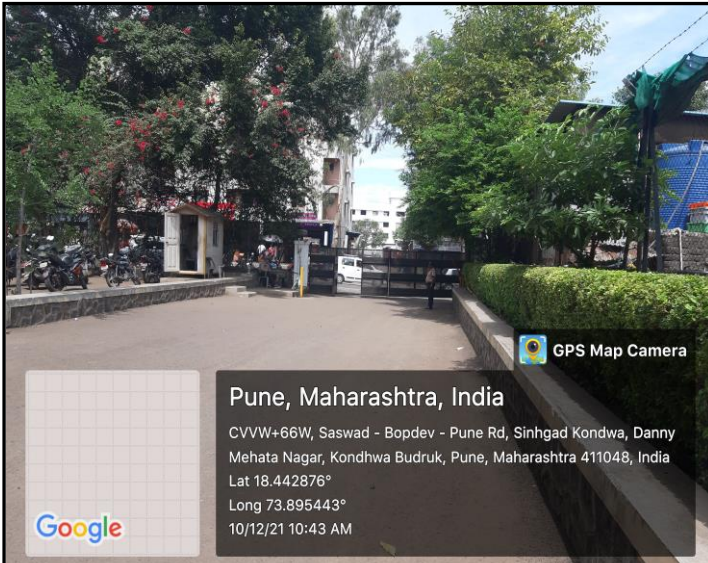 GPS Map Camera
Pune, Maharashtra, India
CVVW+66W, Saswad - Bopdev - Pune Rd, Sinhgad Kondwa, Danny
Mehata Nagar, Kondhwa Budruk, Pune, Maharashtra 411048, India
Lat 18.442876°
Long 73.895443°
10/12/21 10:43 AM
Google